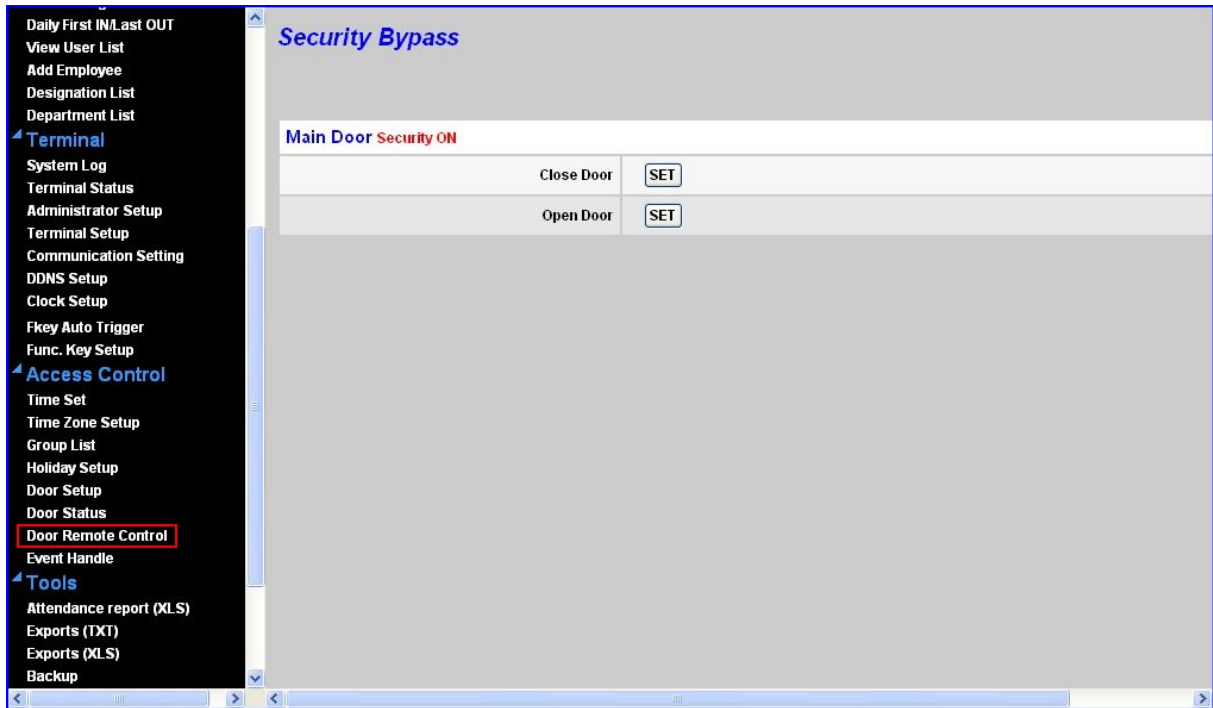 Daily First IN/Last OUT
View User List
Add Employee
Designation List
Department List
Terminal
System Log
Terminal Status
Administrator Setup
Terminal Setup
Communication Setting
DDNS Setup
Clock Setup
Fkey Auto Trigger
Func. Key Setup
Access Control
Time Set
Time Zone Setup
Group List
Holiday Setup
Door Setup
Door Status
Door Remote Control
Event Handle
Tools
Attendance report (XLS)
Exports (TXT)
Exports (XLS)
Backup
Security Bypass
Main Door Security ON
Close Door SET
Open Door SET